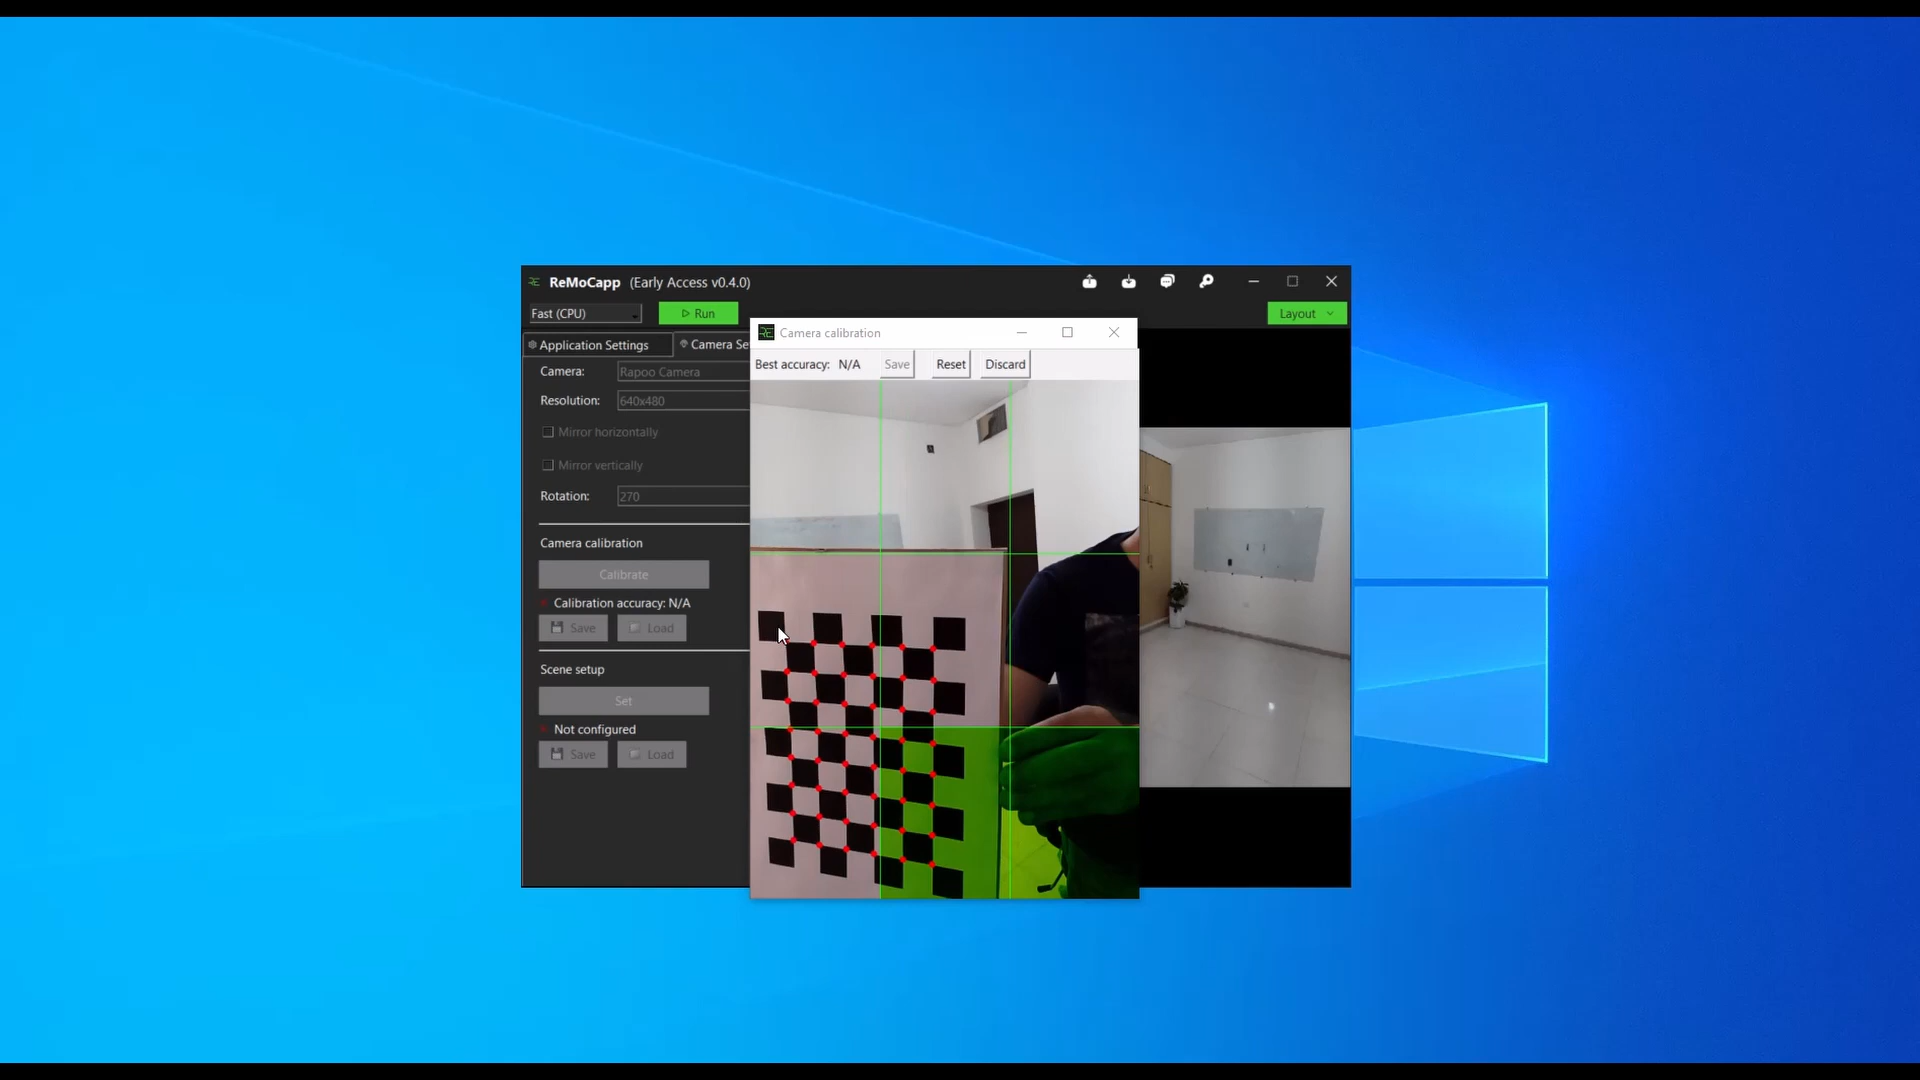 ReMoCapp (Early Access v0.4.0)
Fast (CPU)
Run
Layout
Application Settings
Camera Se
Camera: Rapoo Camera
Resolution: 640x480
Mirror horizontally
Mirror vertically
Rotation: 270
Camera calibration
Calibrate
Calibration accuracy: N/A
Save Load
Scene setup
Set
Not configured
Save Load
Camera calibration
Best accuracy: N/A Save Reset Discard